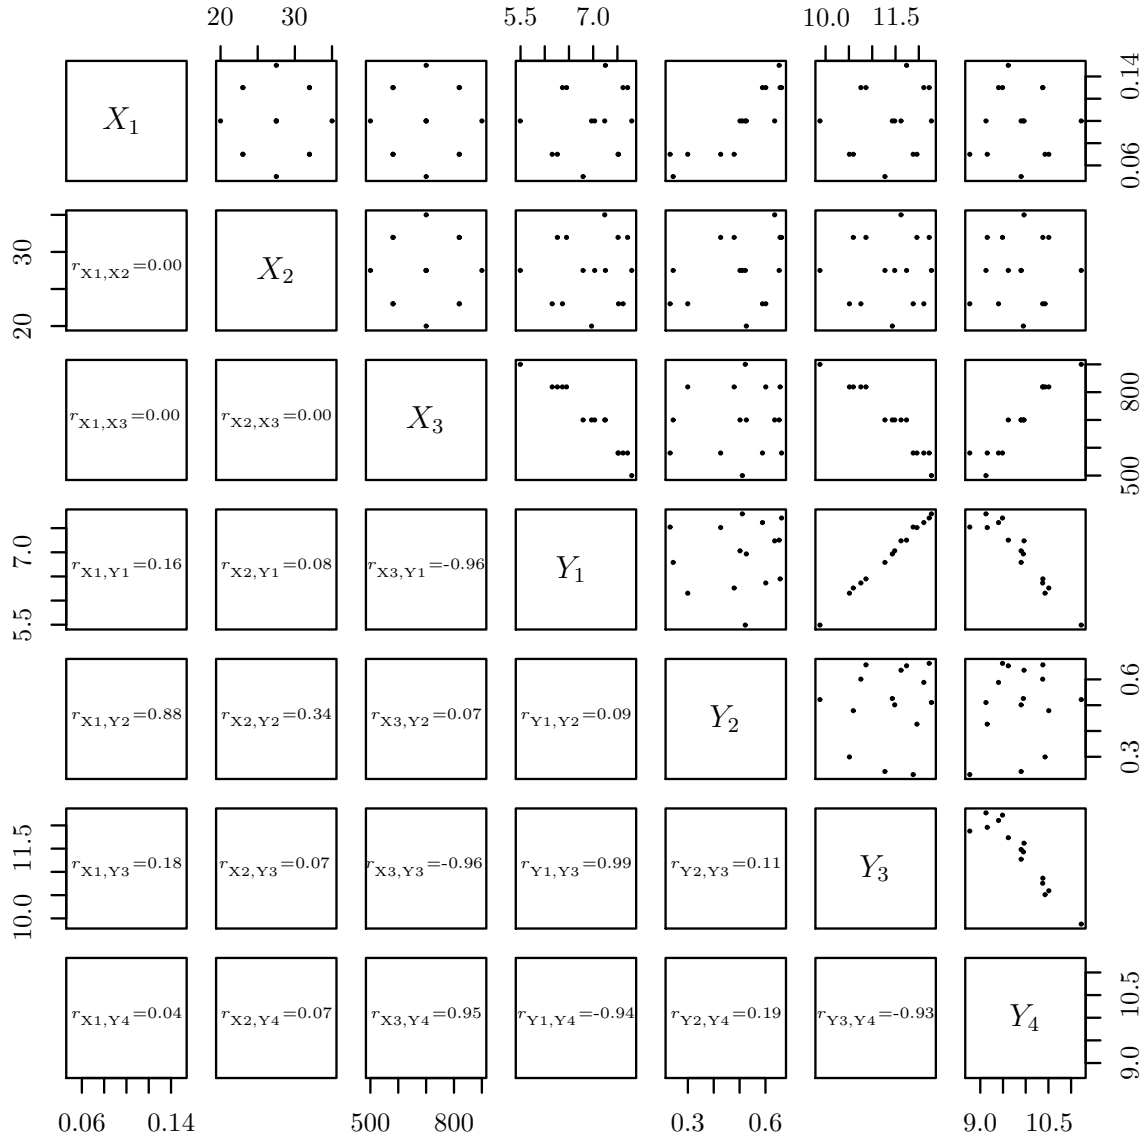 20 30 5.5 7.0 10.0 11.5
X1 0.06 0.14
20 30 rX1,X2=0.00 X2
rX1,X3=0.00 rX2,X3=0.00 X3 500 800
5.5 7.0 rX1,Y1=0.16 rX2,Y1=0.08 rX3,Y1=-0.96 Y1
rX1,Y2=0.88 rX2,Y2=0.34 rX3,Y2=0.07 rY1,Y2=0.09 Y2 0.3 0.6
10.0 11.5 rX1,Y3=0.18 rX2,Y3=0.07 rX3,Y3=-0.96 rY1,Y3=0.99 rY2,Y3=0.11 Y3
rX1,Y4=0.04 rX2,Y4=0.07 rX3,Y4=0.95 rY1,Y4=-0.94 rY2,Y4=0.19 rY3,Y4=-0.93 Y4 9.0 10.5
0.06 0.14 500 800 0.3 0.6 9.0 10.5